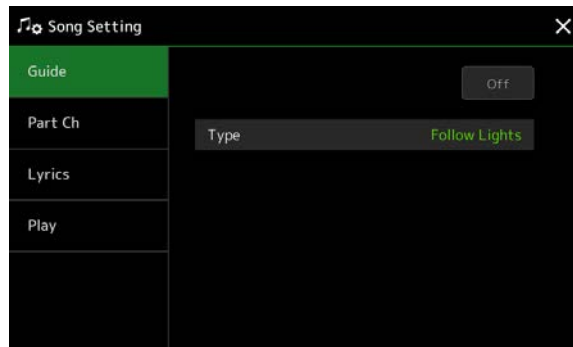 Song Setting
Guide
Off
Part Ch
Type Follow Lights
Lyrics
Play